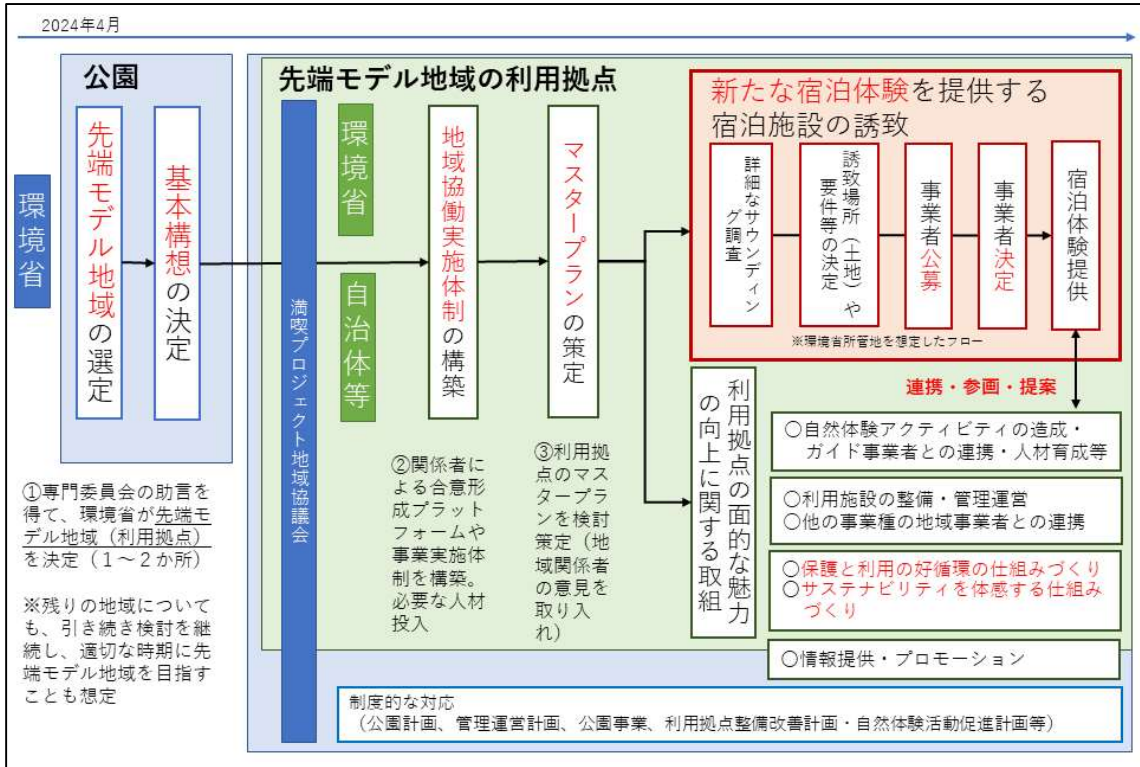 2024年4月
公園
先端モデル地域の利用拠点
新たな宿泊体験を提供する
宿泊施設の誘致
環境省
先端モデル地域の選定
基本構想の決定
満喫プロジェクト地域協議会
環境省
自治体等
地域協働実施体制の構築
マスタープランの策定
詳細なサウンディン
グ調査
誘致場所（土地）や
要件等の決定
事業者公募
事業者決定
宿泊体験提供
※環境省所管地を想定したフロー
連携・参画・提案
利用拠点の面的な魅力
の向上に関する取組
○自然体験アクティビティの造成・
ガイド事業者との連携・人材育成等
○利用施設の整備・管理運営
○他の事業種の地域事業者との連携
○保護と利用の好循環の仕組みづくり
○サステナビリティを体感する仕組み
づくり
○情報提供・プロモーション
①専門委員会の助言を
得て、環境省が先端モ
デル地域（利用拠点）
を決定（１～２か所）
※残りの地域について
も、引き続き検討を継
続し、適切な時期に先
端モデル地域を目指す
ことも想定
②関係者に
よる合意形
成プラット
フォームや
事業実施体
制を構築。
必要な人材
投入
③利用拠
点のマス
タープラ
ンを検討
策定（地
域関係者
の意見を
取り入
れ）
制度的な対応
（公園計画、管理運営計画、公園事業、利用拠点整備改善計画・自然体験活動促進計画等）